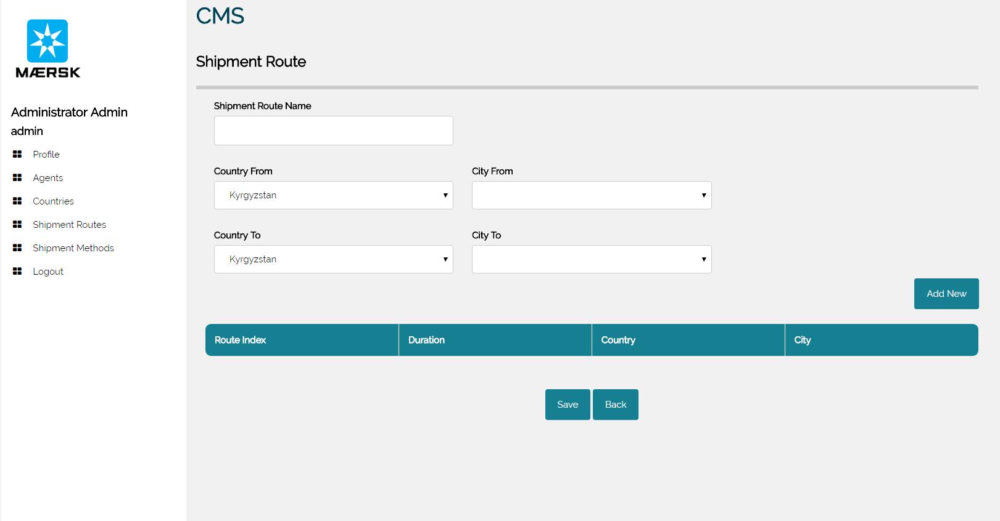 MÆRSK
Administrator Admin
admin
Profile
Agents
Countries
Shipment Routes
Shipment Methods
Logout
CMS
Shipment Route
Shipment Route Name
Country From City From
Kyrgyzstan
Country To City To
Kyrgyzstan
Add New
Route Index Duration Country City
Save Back